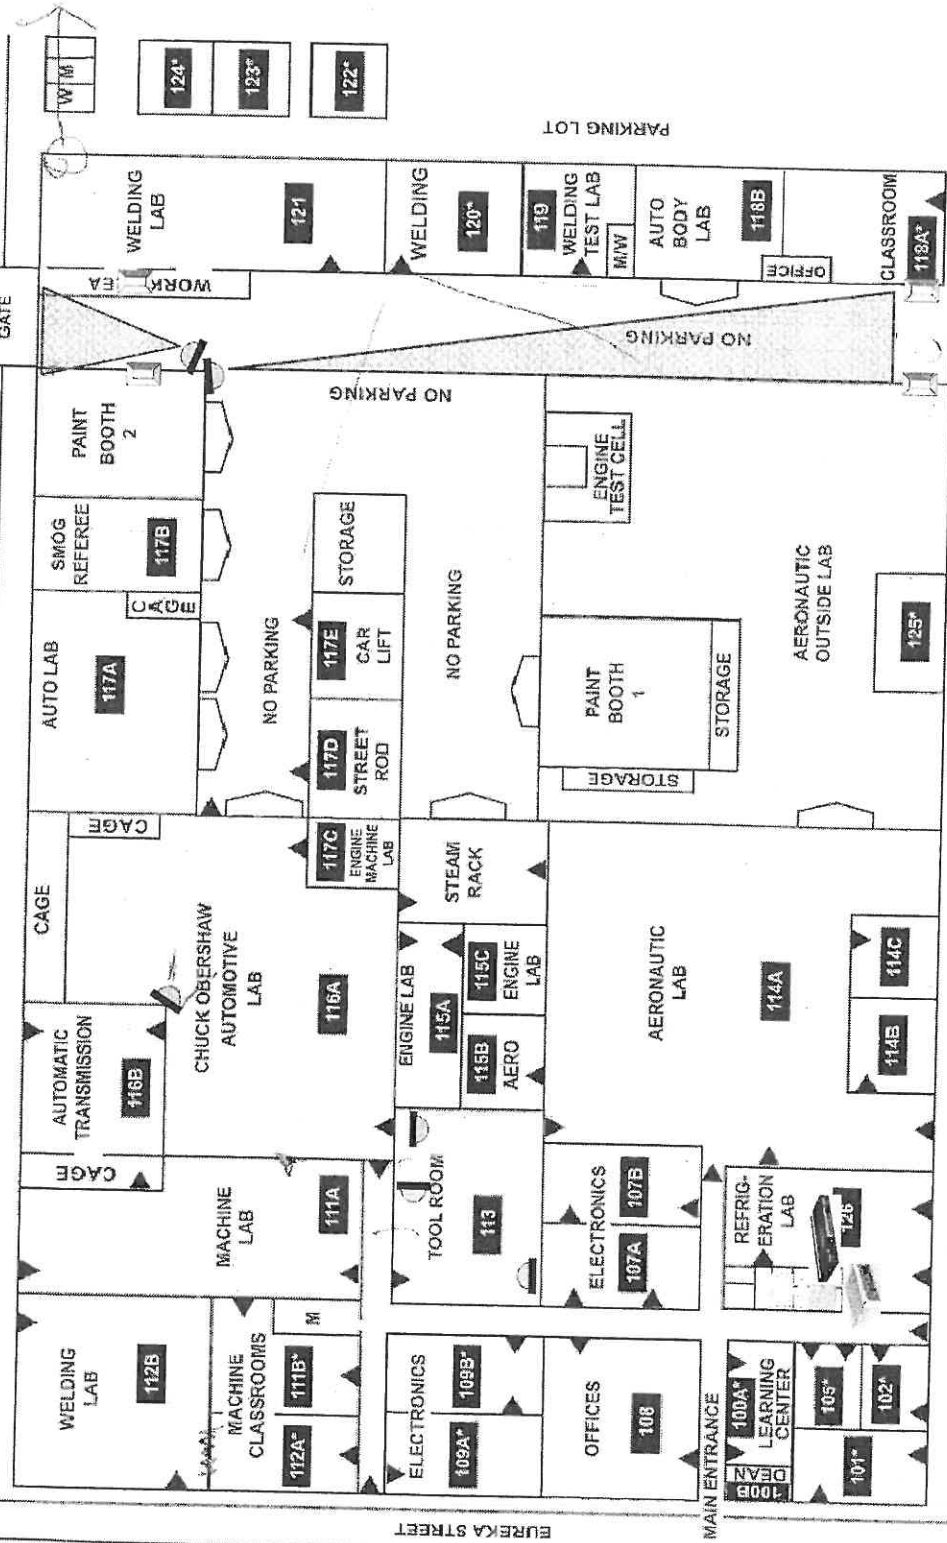 GATE
W M
124*
123*
122*
PARKING LOT
WELDING
LAB
121
WELDING
120*
119
WELDING
TEST LAB
M/W
AUTO
BODY
LAB
118B
OFFICE
CLASSROOM
118A*
WORK
EA
NO PARKING
NO PARKING
PAINT
BOOTH
2
SMOG
REFEREE
117B
CAGE
AUTO LAB
117A
NO PARKING
STORAGE
117E
CAR
LIFT
117D
STREET
ROD
117C
ENGINE
MACHINE
LAB
NO PARKING
ENGINE
TEST CELL
PAINT
BOOTH
1
STORAGE
STORAGE
AERONAUTIC
OUTSIDE LAB
125*
CAGE
CAGE
CHUCK OBERSHAW
AUTOMOTIVE
LAB
116A
AUTOMATIC
TRANSMISSION
116B
CAGE
STEAM
RACK
ENGINE LAB
115A
115C
ENGINE
LAB
115B
AERO
AERONAUTIC
LAB
114A
114C
114B
MACHINE
LAB
111A
TOOL ROOM
113
ELECTRONICS
107B
107A
REFRIG-
ERATION
LAB
126
WELDING
LAB
112B
MACHINE
CLASSROOMS
M
111B*
112A*
ELECTRONICS
109B*
109A*
OFFICES
108
MAIN ENTRANCE
100A*
LEARNING
CENTER
DEAN
100B
105*
102*
101*
EUREKA STREET